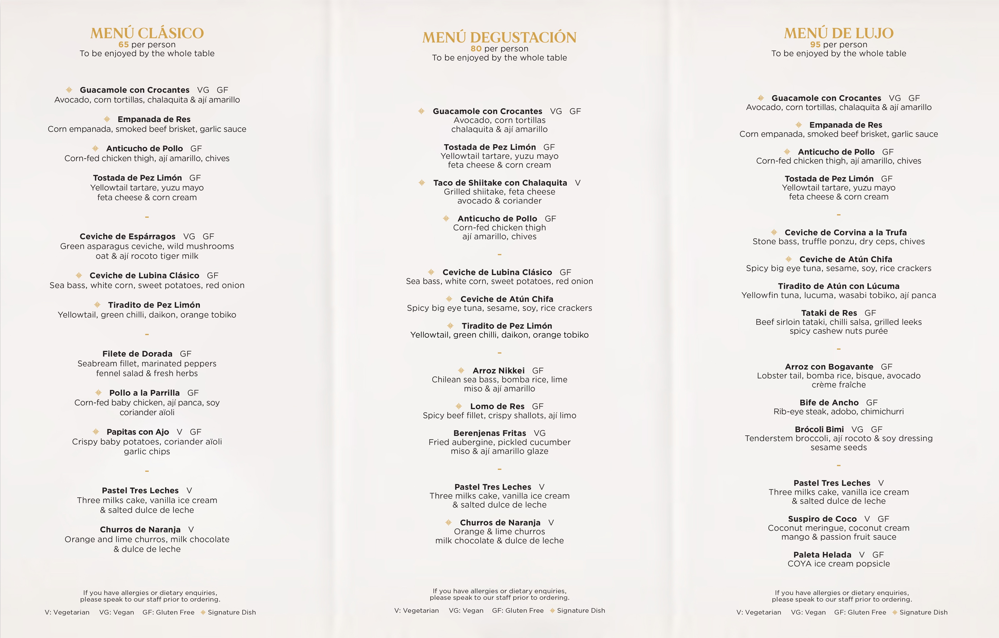 MENÚ CLÁSICO
65 per person
To be enjoyed by the whole table
Guacamole con Crocantes VG GF
Avocado, corn tortillas, chalaquita & ají amarillo
Empanada de Res
Corn empanada, smoked beef brisket, garlic sauce
Anticucho de Pollo GF
Corn-fed chicken thigh, ají amarillo, chives
Tostada de Pez Limón GF
Yellowtail tartare, yuzu mayo
feta cheese & corn cream
-
Ceviche de Espárragos VG GF
Green asparagus ceviche, wild mushrooms
oat & ají rocoto tiger milk
Ceviche de Lubina Clásico GF
Sea bass, white corn, sweet potatoes, red onion
Tiradito de Pez Limón
Yellowtail, green chilli, daikon, orange tobiko
-
Filete de Dorada GF
Seabream fillet, marinated peppers
fennel salad & fresh herbs
Pollo a la Parrilla GF
Corn-fed baby chicken, ají panca, soy
coriander aïoli
Papitas con Ajo V GF
Crispy baby potatoes, coriander aïoli
garlic chips
-
Pastel Tres Leches V
Three milks cake, vanilla ice cream
& salted dulce de leche
Churros de Naranja V
Orange and lime churros, milk chocolate
& dulce de leche
If you have allergies or dietary enquiries,
please speak to our staff prior to ordering.
V: Vegetarian VG: Vegan GF: Gluten Free Signature Dish
MENÚ DEGUSTACIÓN
80 per person
To be enjoyed by the whole table
Guacamole con Crocantes VG GF
Avocado, corn tortillas
chalaquita & ají amarillo
Tostada de Pez Limón GF
Yellowtail tartare, yuzu mayo
feta cheese & corn cream
Taco de Shiitake con Chalaquita V
Grilled shiitake, feta cheese
avocado & coriander
Anticucho de Pollo GF
Corn-fed chicken thigh
ají amarillo, chives
-
Ceviche de Lubina Clásico GF
Sea bass, white corn, sweet potatoes, red onion
Ceviche de Atún Chifa
Spicy big eye tuna, sesame, soy, rice crackers
Tiradito de Pez Limón
Yellowtail, green chilli, daikon, orange tobiko
-
Arroz Nikkei GF
Chilean sea bass, bomba rice, lime
miso & ají amarillo
Lomo de Res GF
Spicy beef fillet, crispy shallots, ají limo
Berenjenas Fritas VG
Fried aubergine, pickled cucumber
miso & ají amarillo glaze
-
Pastel Tres Leches V
Three milks cake, vanilla ice cream
& salted dulce de leche
Churros de Naranja V
Orange & lime churros
milk chocolate & dulce de leche
If you have allergies or dietary enquiries,
please speak to our staff prior to ordering.
V: Vegetarian VG: Vegan GF: Gluten Free Signature Dish
MENÚ DE LUJO
95 per person
To be enjoyed by the whole table
Guacamole con Crocantes VG GF
Avocado, corn tortillas, chalaquita & ají amarillo
Empanada de Res
Corn empanada, smoked beef brisket, garlic sauce
Anticucho de Pollo GF
Corn-fed chicken thigh, ají amarillo, chives
Tostada de Pez Limón GF
Yellowtail tartare, yuzu mayo
feta cheese & corn cream
-
Ceviche de Corvina a la Trufa
Stone bass, truffle ponzu, dry ceps, chives
Ceviche de Atún Chifa
Spicy big eye tuna, sesame, soy, rice crackers
Tiradito de Atún con Lúcuma
Yellowfin tuna, lucuma, wasabi tobiko, ají panca
Tataki de Res GF
Beef sirloin tataki, chilli salsa, grilled leeks
spicy cashew nuts purée
-
Arroz con Bogavante GF
Lobster tail, bomba rice, bisque, avocado
crème fraîche
Bife de Ancho GF
Rib-eye steak, adobo, chimichurri
Brócoli Bimi VG GF
Tenderstem broccoli, ají rocoto & soy dressing
sesame seeds
-
Pastel Tres Leches V
Three milks cake, vanilla ice cream
& salted dulce de leche
Suspiro de Coco V GF
Coconut meringue, coconut cream
mango & passion fruit sauce
Paleta Helada V GF
COYA ice cream popsicle
If you have allergies or dietary enquiries,
please speak to our staff prior to ordering.
V: Vegetarian VG: Vegan GF: Gluten Free Signature Dish